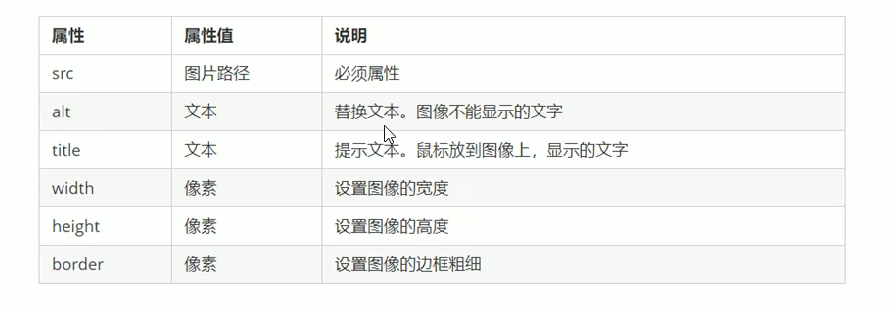 属性 属性值 说明
src 图片路径 必须属性
alt 文本 替换文本。图像不能显示的文字
title 文本 提示文本。鼠标放到图像上，显示的文字
width 像素 设置图像的宽度
height 像素 设置图像的高度
border 像素 设置图像的边框粗细